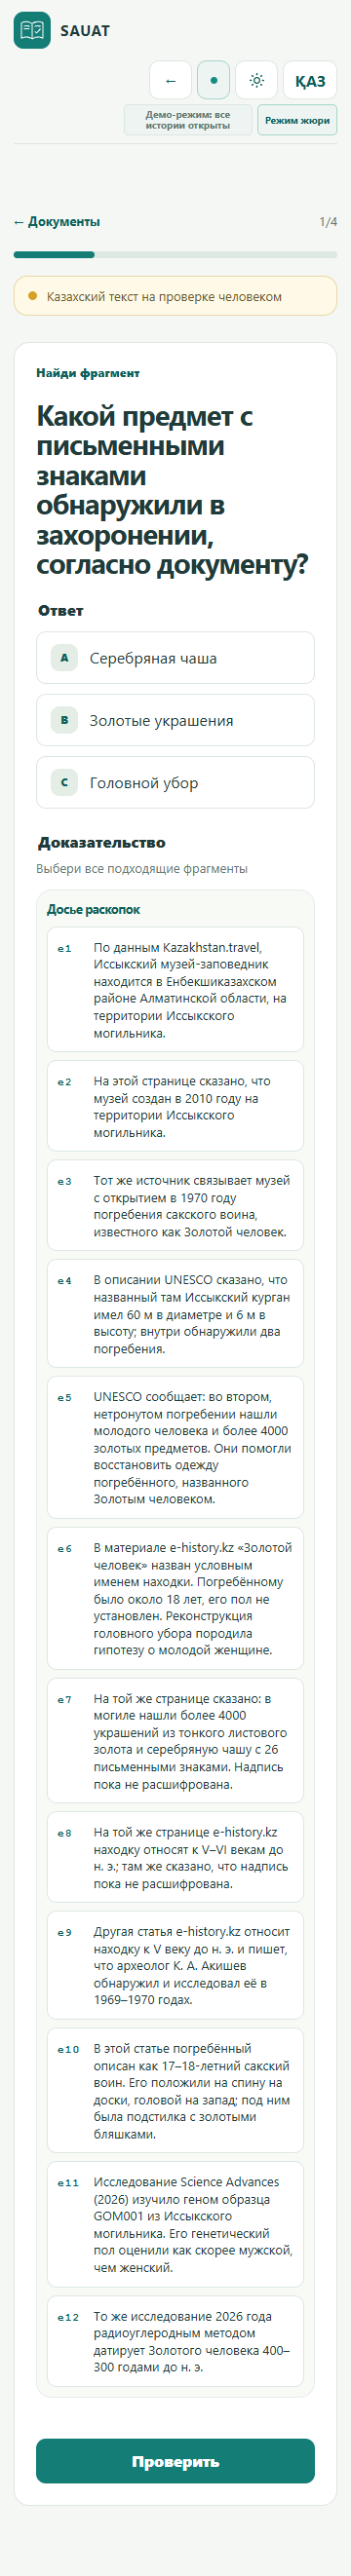 SAUAT
←
ҚАЗ
Демо-режим: все
истории открыты
Режим жюри
← Документы
1/4
Казахский текст на проверке человеком
Найди фрагмент
Какой предмет с
письменными
знаками
обнаружили в
захоронении,
согласно документу?
Ответ
A Серебряная чаша
B Золотые украшения
C Головной убор
Доказательство
Выбери все подходящие фрагменты
Досье раскопок
e1 По данным Kazakhstan.travel,
Иссыкский музей-заповедник
находится в Енбекшиказахском
районе Алматинской области, на
территории Иссыкского
могильника.
e2 На этой странице сказано, что
музей создан в 2010 году на
территории Иссыкского
могильника.
e3 Тот же источник связывает музей
с открытием в 1970 году
погребения сакского воина,
известного как Золотой человек.
e4 В описании UNESCO сказано, что
названный там Иссыкский курган
имел 60 м в диаметре и 6 м в
высоту; внутри обнаружили два
погребения.
e5 UNESCO сообщает: во втором,
нетронутом погребении нашли
молодого человека и более 4000
золотых предметов. Они помогли
восстановить одежду
погребённого, названного
Золотым человеком.
e6 В материале e-history.kz «Золотой
человек» назван условным
именем находки. Погребённому
было около 18 лет, его пол не
установлен. Реконструкция
головного убора породила
гипотезу о молодой женщине.
e7 На той же странице сказано: в
могиле нашли более 4000
украшений из тонкого листового
золота и серебряную чашу с 26
письменными знаками. Надпись
пока не расшифрована.
e8 На той же странице e-history.kz
находку относят к V–VI векам до
н. э.; там же сказано, что надпись
пока не расшифрована.
e9 Другая статья e-history.kz относит
находку к V веку до н. э. и пишет,
что археолог К. А. Акишев
обнаружил и исследовал её в
1969–1970 годах.
e10 В этой статье погребённый
описан как 17–18-летний сакский
воин. Его положили на спину на
доски, головой на запад; под ним
была подстилка с золотыми
бляшками.
e11 Исследование Science Advances
(2026) изучило геном образца
GOM001 из Иссыкского
могильника. Его генетический
пол оценили как скорее мужской,
чем женский.
e12 То же исследование 2026 года
радиоуглеродным методом
датирует Золотого человека 400–
300 годами до н. э.
Проверить